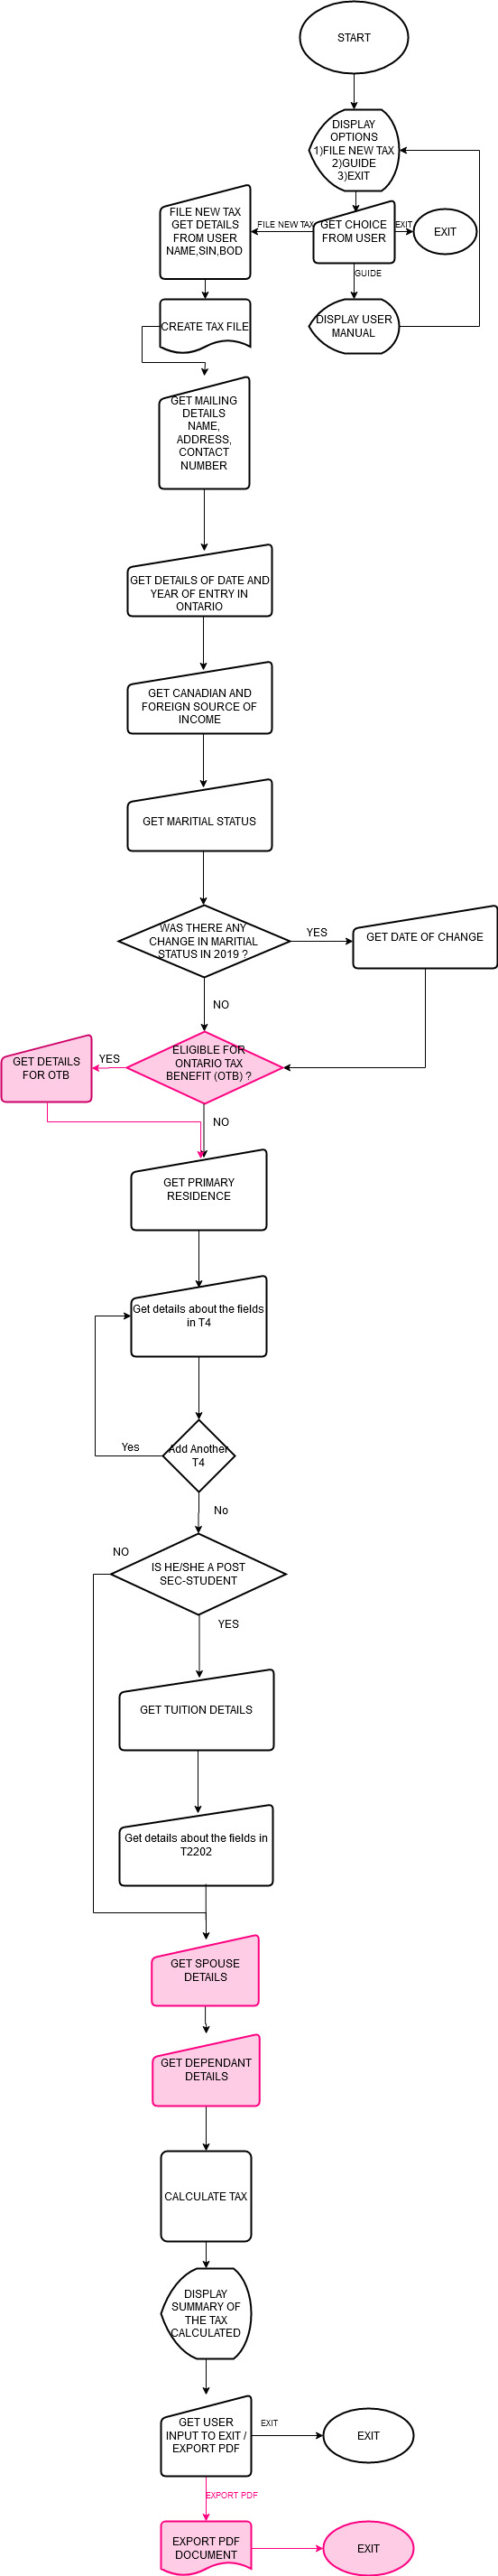 START
DISPLAY
OPTIONS
1)FILE NEW TAX
2)GUIDE
3)EXIT
FILE NEW TAX
GET DETAILS
FROM USER
NAME,SIN,BOD
FILE NEW TAX
GET CHOICE
FROM USER
EXIT
EXIT
GUIDE
CREATE TAX FILE
DISPLAY USER
MANUAL
GET MAILING
DETAILS
NAME,
ADDRESS,
CONTACT
NUMBER
GET DETAILS OF DATE AND
YEAR OF ENTRY IN
ONTARIO
GET CANADIAN AND
FOREIGN SOURCE OF
INCOME
GET MARITIAL STATUS
WAS THERE ANY
CHANGE IN MARITIAL
STATUS IN 2019 ?
YES
GET DATE OF CHANGE
NO
GET DETAILS
FOR OTB
YES
ELIGIBLE FOR
ONTARIO TAX
BENEFIT (OTB) ?
NO
GET PRIMARY
RESIDENCE
Get details about the fields
in T4
Yes
Add Another
T4
No
NO
IS HE/SHE A POST
SEC-STUDENT
YES
GET TUITION DETAILS
Get details about the fields in
T2202
GET SPOUSE
DETAILS
GET DEPENDANT
DETAILS
CALCULATE TAX
DISPLAY
SUMMARY OF
THE TAX
CALCULATED
GET USER
INPUT TO EXIT /
EXPORT PDF
EXIT
EXIT
EXPORT PDF
EXPORT PDF
DOCUMENT
EXIT